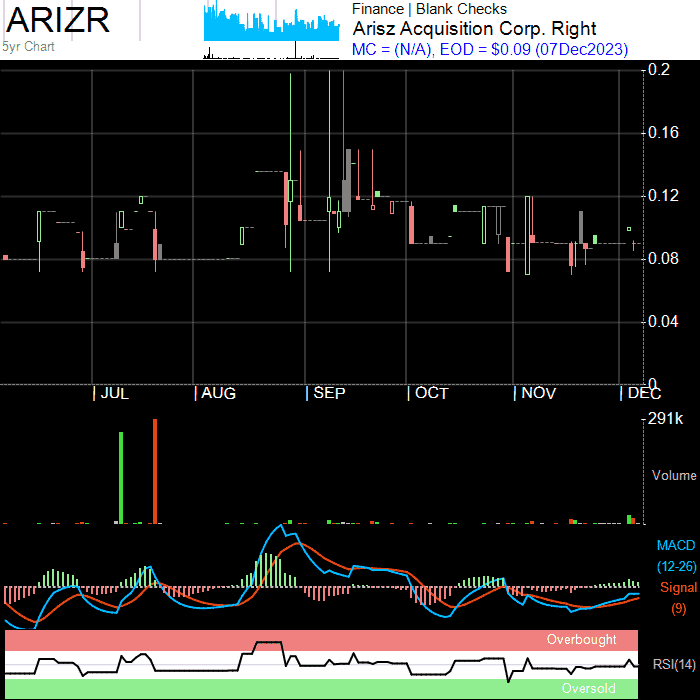 ARIZR
5yr Chart
Finance | Blank Checks
Arisz Acquisition Corp. Right
MC = (N/A), EOD = $0.09 (07Dec2023)
0.2
0.16
0.12
0.08
0.04
0
JUL AUG SEP OCT NOV DEC
291k
Volume
MACD
(12-26)
Signal
(9)
Overbought
RSI(14)
Oversold